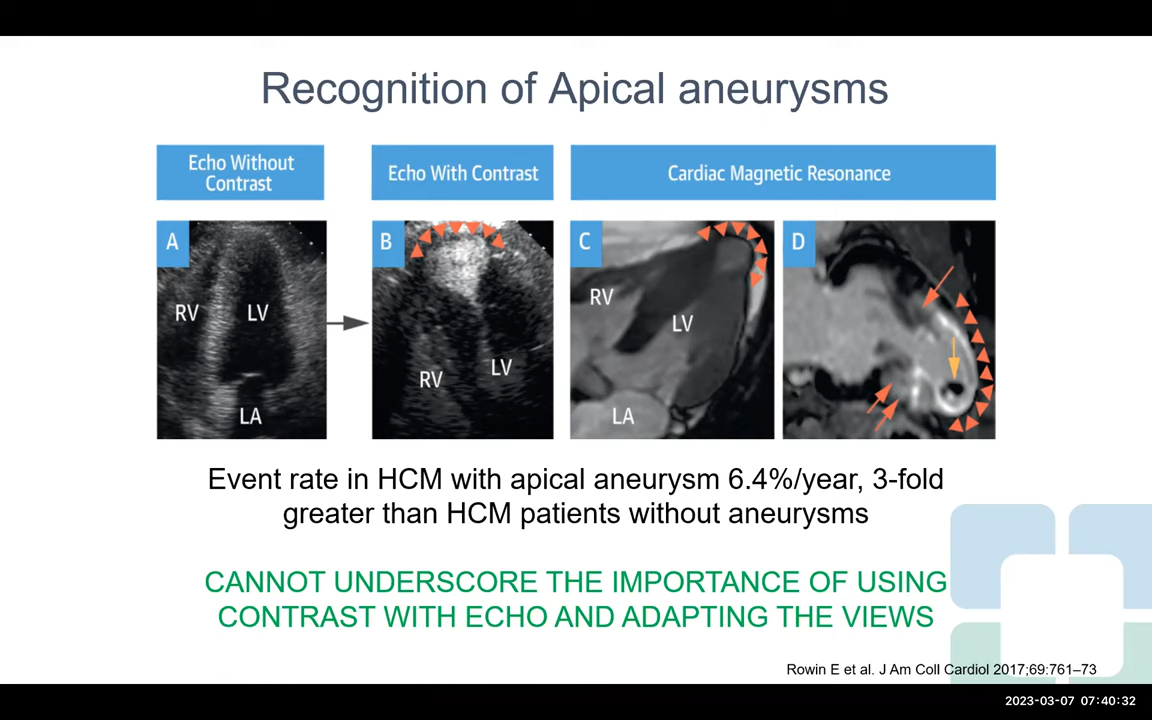 Recognition of Apical aneurysms
Echo Without
Contrast
Echo With Contrast
Cardiac Magnetic Resonance
A
RV
LV
LA
B
RV
LV
C
RV
LV
LA
D
Event rate in HCM with apical aneurysm 6.4%/year, 3-fold
greater than HCM patients without aneurysms
CANNOT UNDERSCORE THE IMPORTANCE OF USING
CONTRAST WITH ECHO AND ADAPTING THE VIEWS
Rowin E et al. J Am Coll Cardiol 2017;69:761–73
2023-03-07 07:40:32